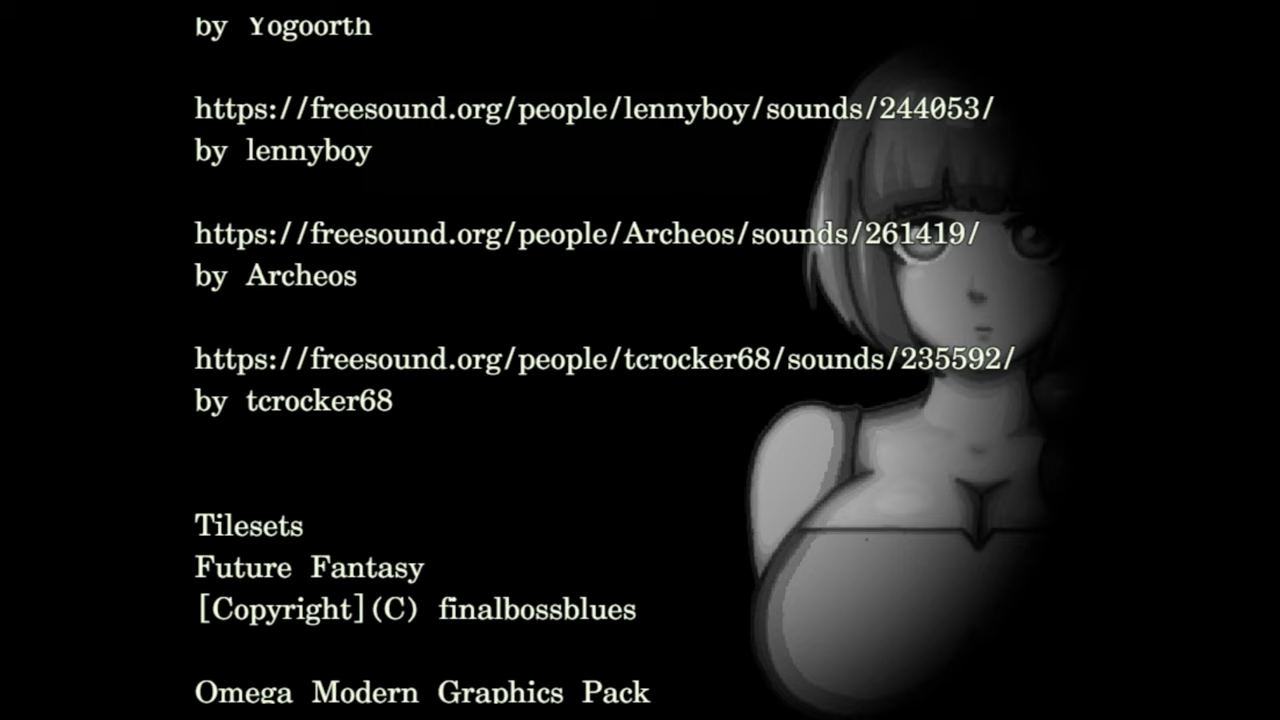 by Yogoorth
https://freesound.org/people/lennyboy/sounds/244053/
by lennyboy
https://freesound.org/people/Archeos/sounds/261419/
by Archeos
https://freesound.org/people/tcrocker68/sounds/235592/
by tcrocker68
Tilesets
Future Fantasy
[Copyright](C) finalbossblues
Omega Modern Graphics Pack